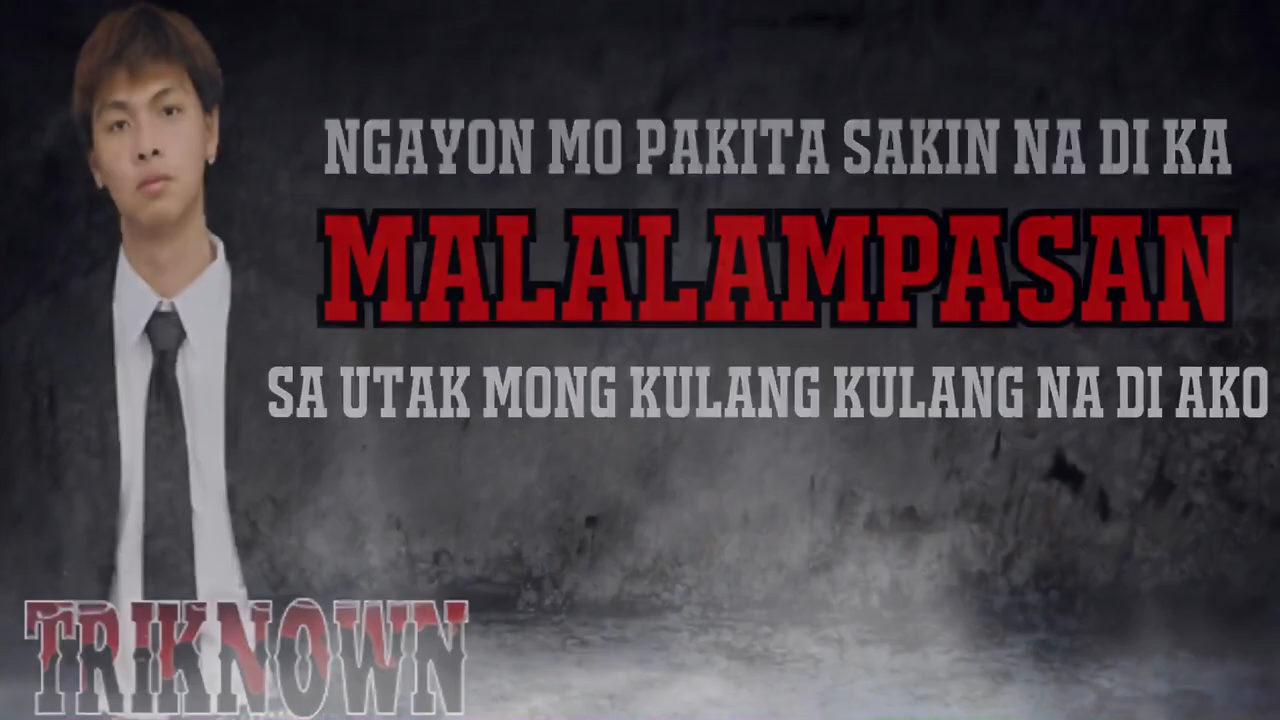 NGAYON MO PAKITA SAKIN NA DI KA
MALALAMPASAN
SA UTAK MONG KULANG KULANG NA DI AKO
TRIKNOWN